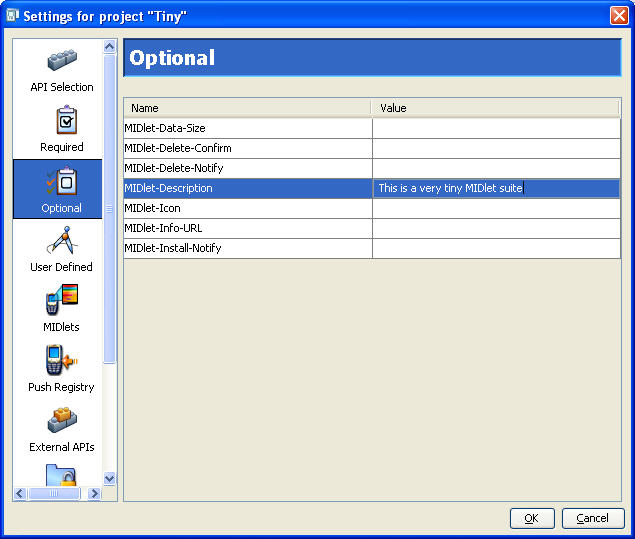 Settings for project "Tiny"
API Selection
Required
Optional
User Defined
MIDlets
Push Registry
External APIs
Optional
Name Value
MIDlet-Data-Size
MIDlet-Delete-Confirm
MIDlet-Delete-Notify
MIDlet-Description This is a very tiny MIDlet suite
MIDlet-Icon
MIDlet-Info-URL
MIDlet-Install-Notify
OK Cancel